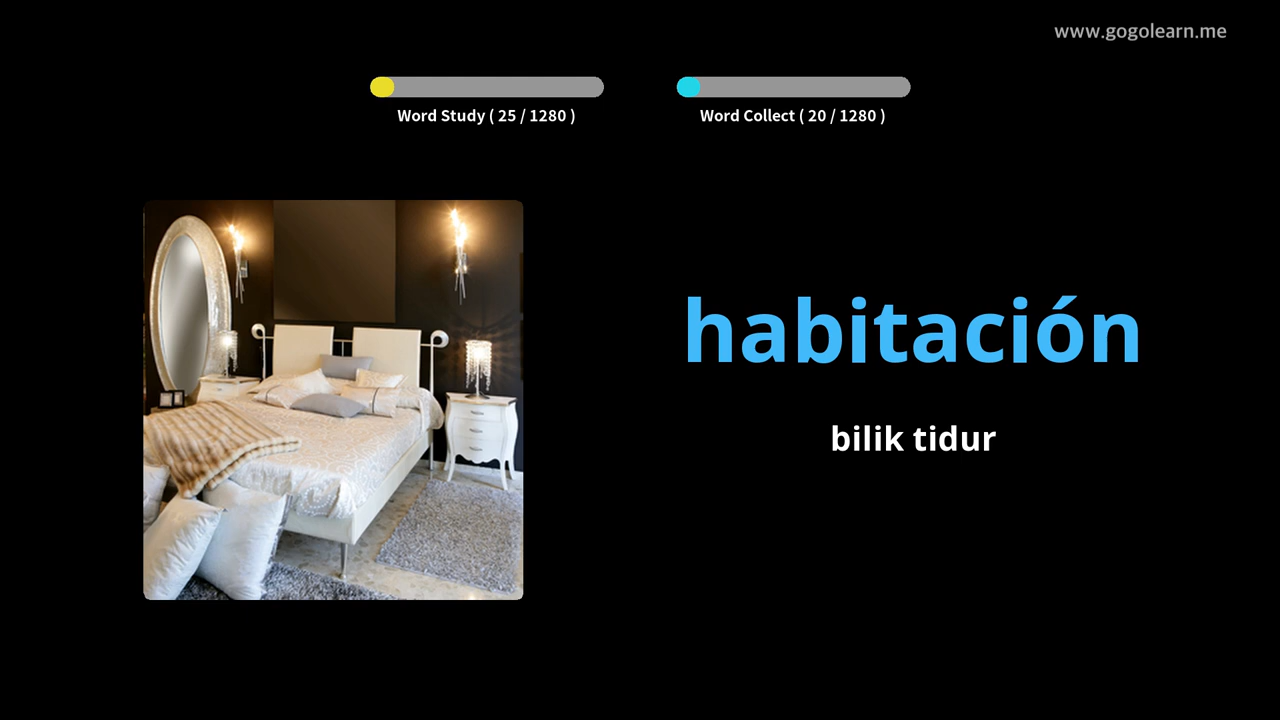 www.gogolearn.me
Word Study ( 25 / 1280 )
Word Collect ( 20 / 1280 )
habitación
bilik tidur